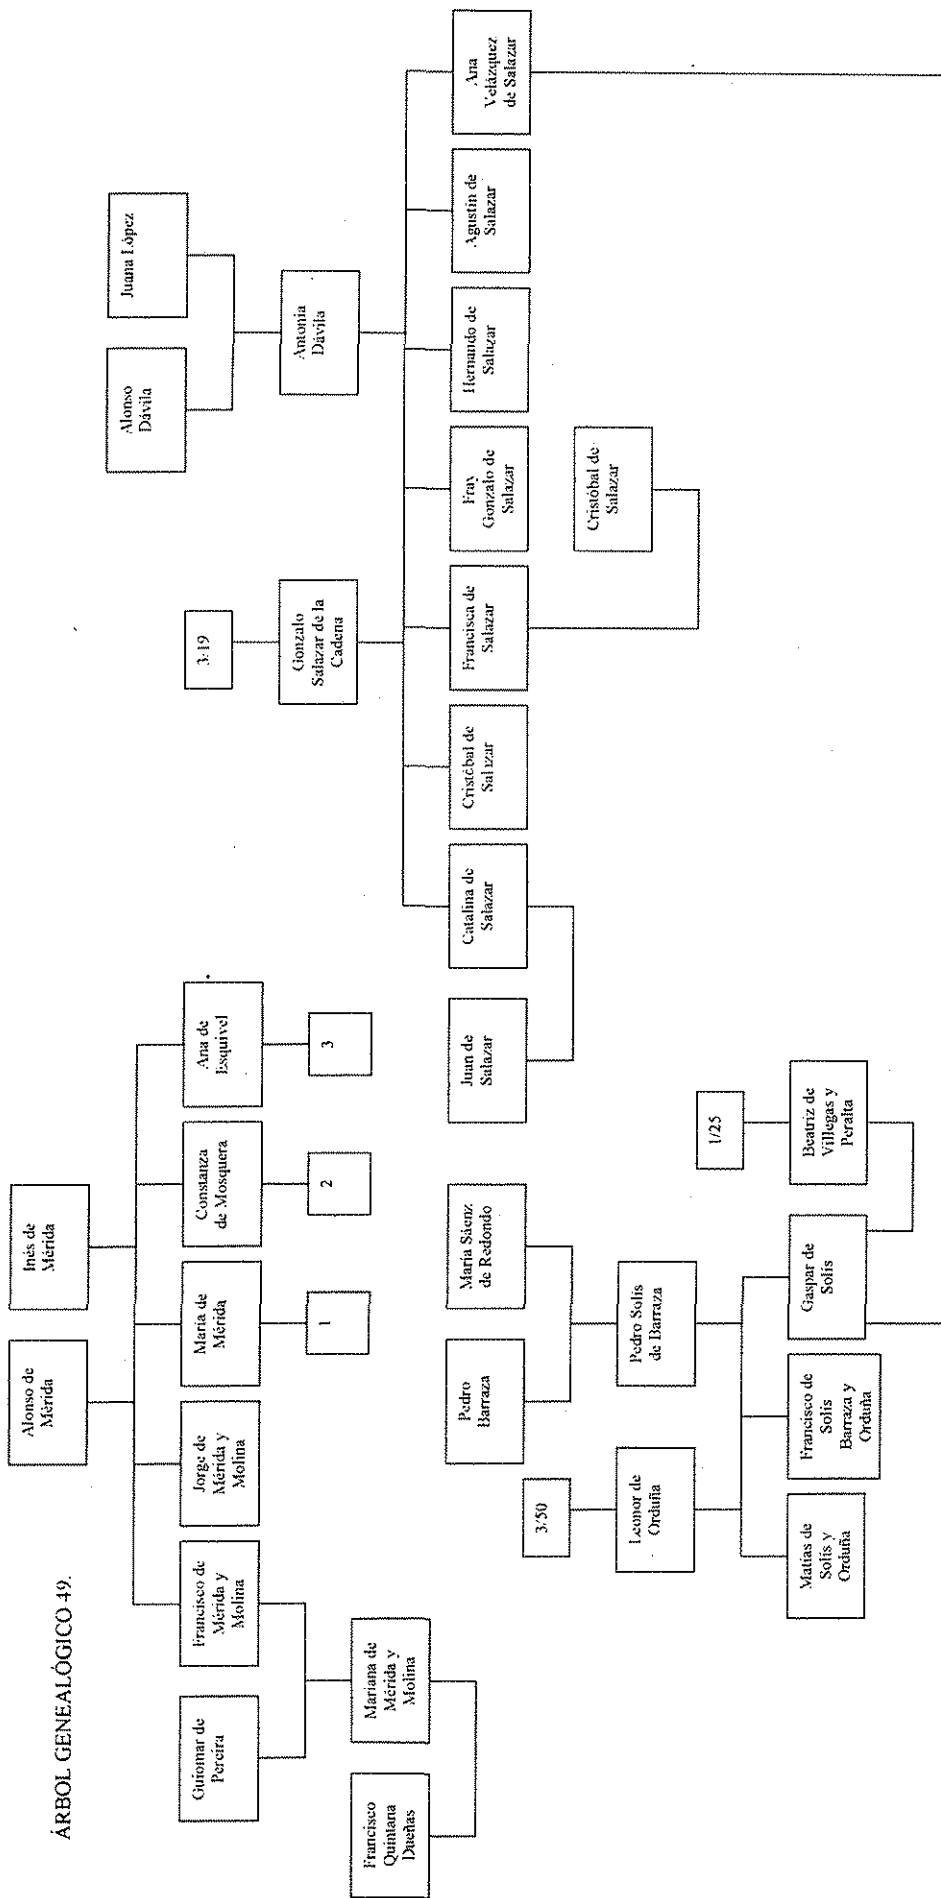 ÁRBOL GENEALÓGICO 49.
Alonso de
Mérida
Inés de
Mérida
Guiomar de
Pereira
Francisco de
Mérida y
Molina
Jorge de
Mérida y
Molina
María de
Mérida
Constanza
de Mosquera
Ana de
Esquivel
1
2
3
Francisco
Quintana
Dueñas
Mariana de
Mérida y
Molina
Alonso
Dávila
Juana López
3/19
Gonzalo
Salazar de la
Cadena
Antonia
Dávila
Juan de
Salazar
Catalina de
Salazar
Cristóbal de
Salazar
Francisca de
Salazar
Fray
Gonzalo de
Salazar
Hernando de
Salazar
Agustín de
Salazar
Ana
Velázquez
de Salazar
Cristóbal de
Salazar
Pedro
Barraza
María Sáenz
de Redondo
3/50
Leonor de
Orduña
Pedro Solís
de Barraza
1/25
Matías de
Solís y
Orduña
Francisco de
Solís
Barraza y
Orduña
Gaspar de
Solís
Beatriz de
Villegas y
Peralta